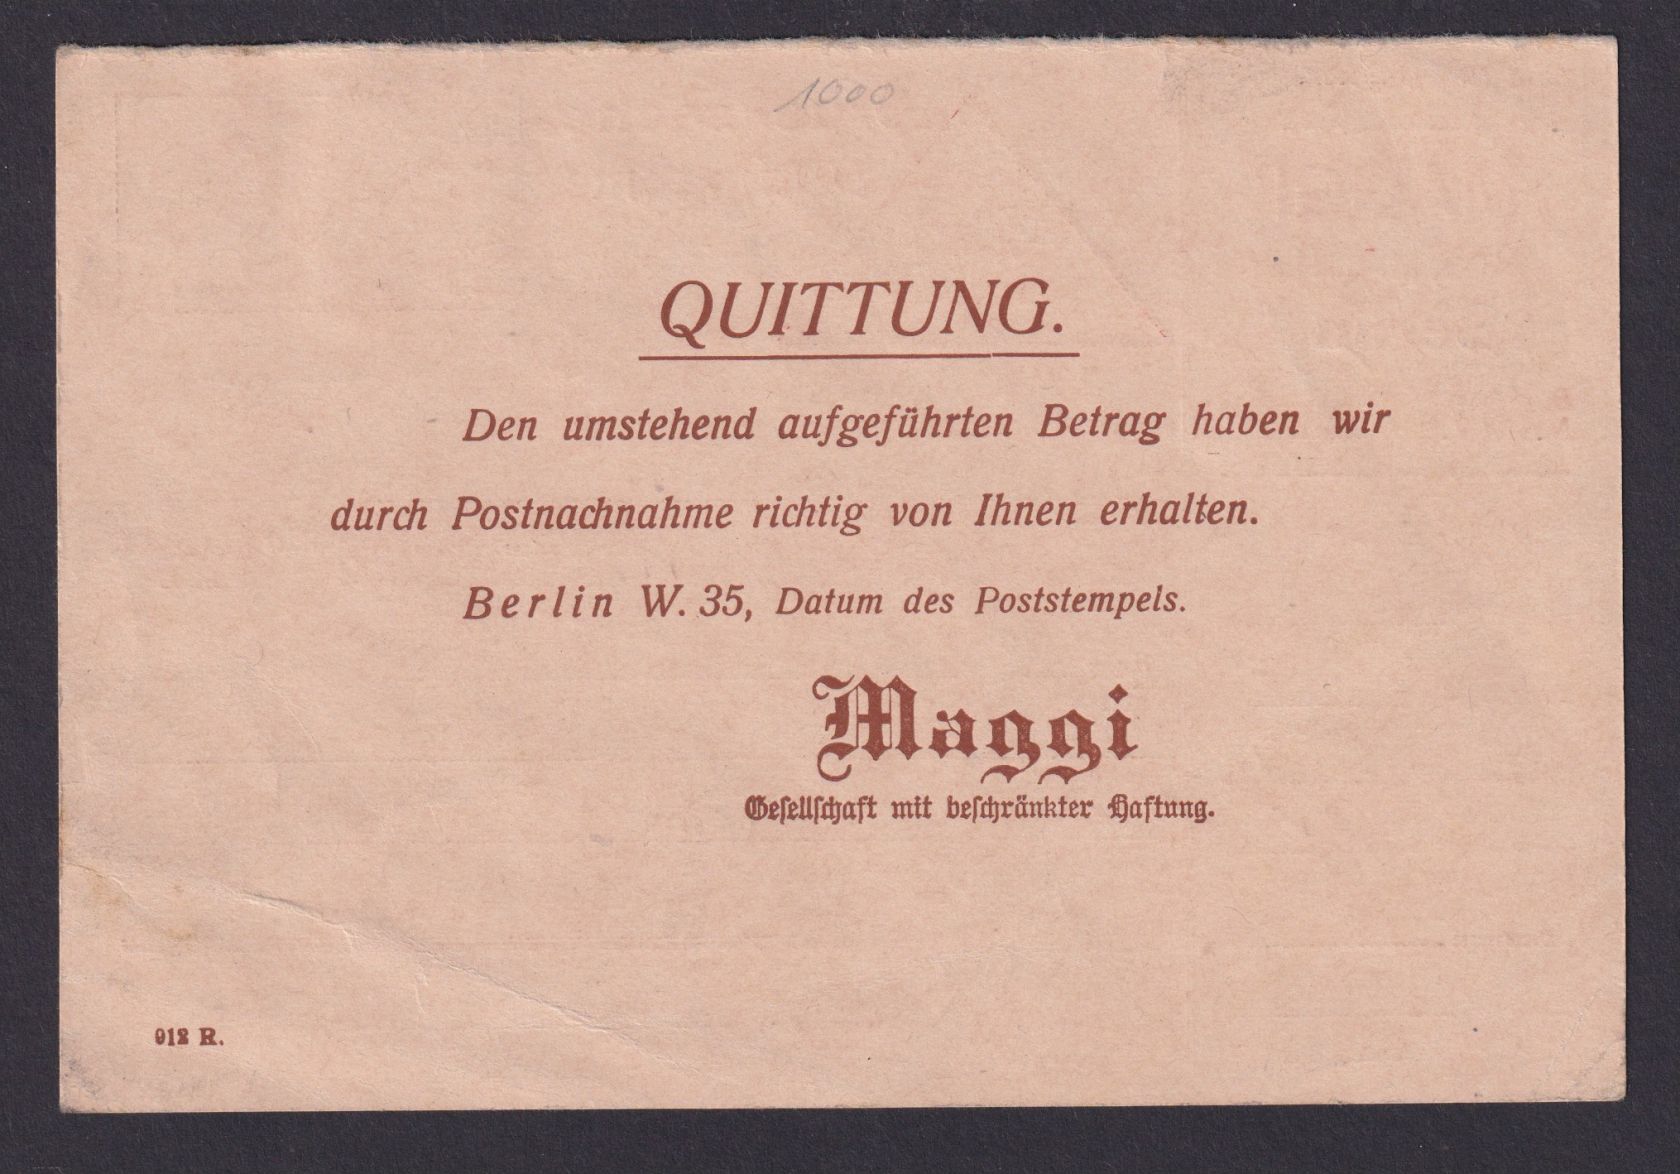 1000
QUITTUNG.
Den umstehend aufgeführten Betrag haben wir
durch Postnachnahme richtig von Ihnen erhalten.
Berlin W. 35, Datum des Poststempels.
Maggi
Gesellschaft mit beschränkter Haftung.
912 R.